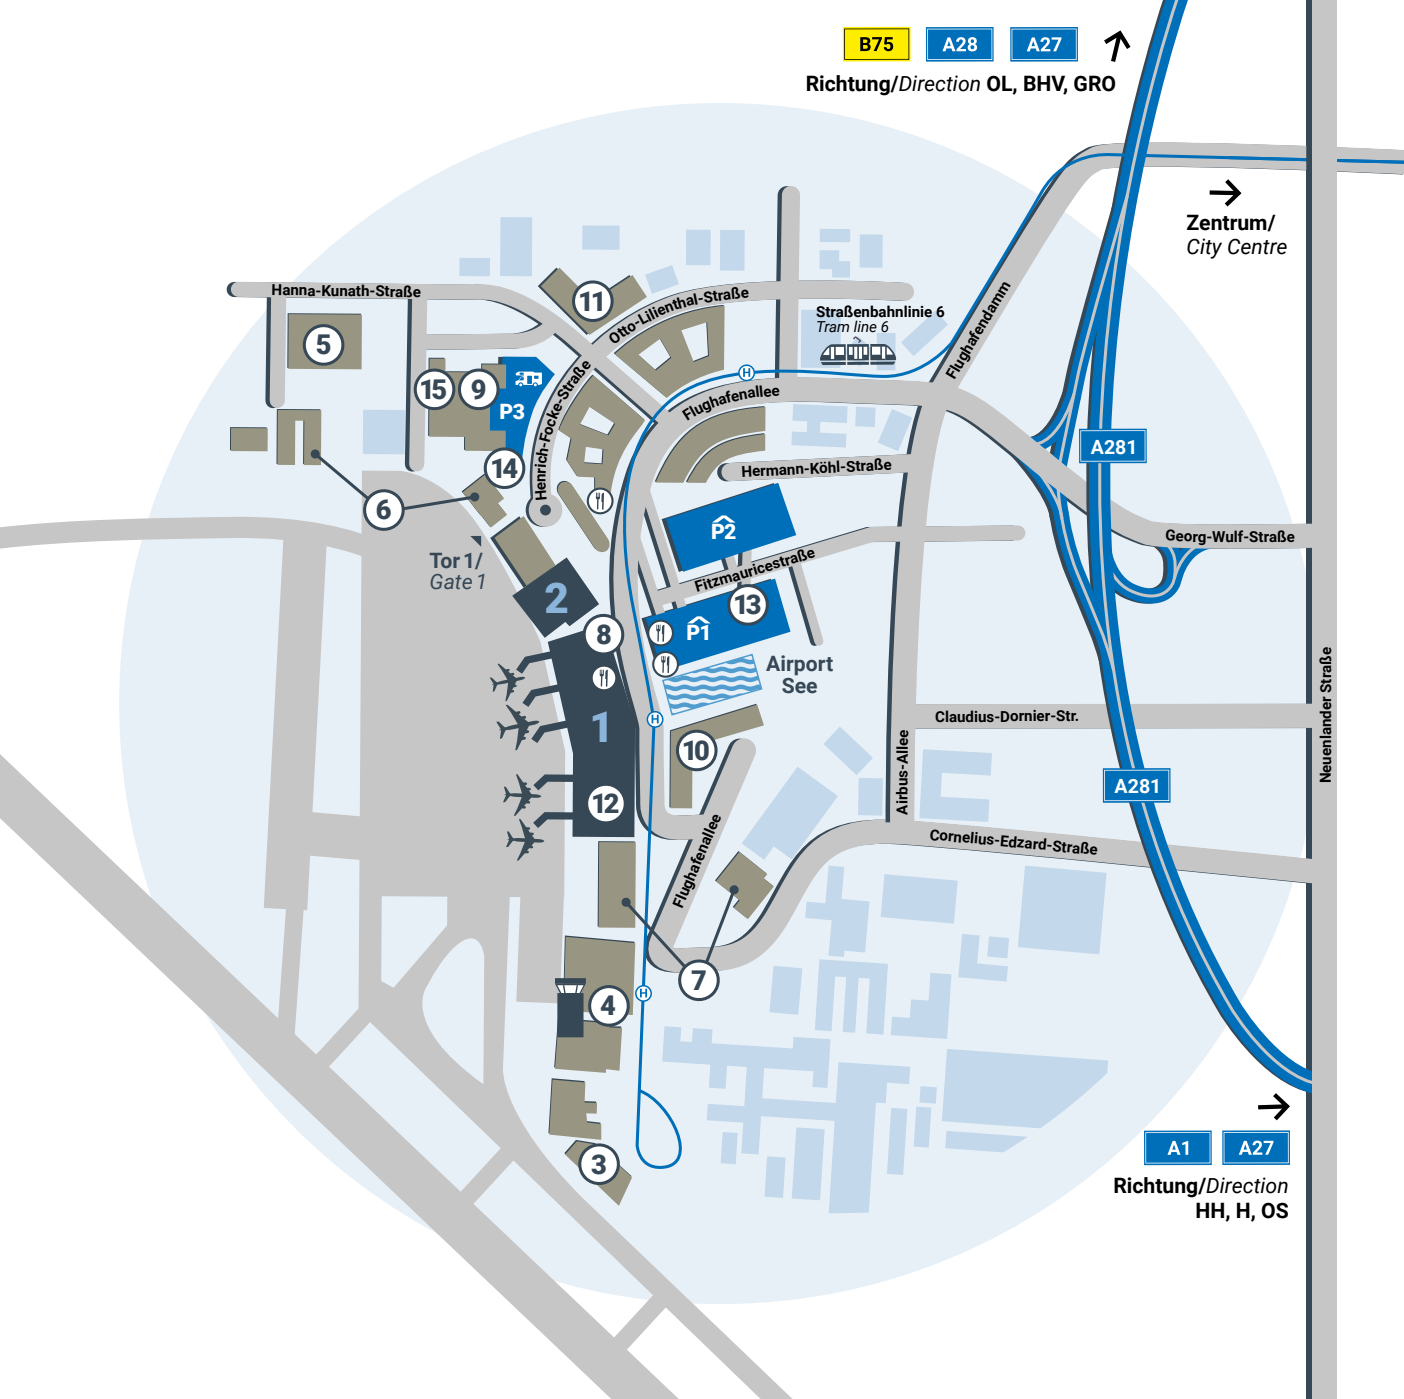 B75 A28 A27
Richtung/Direction OL, BHV, GRO
Zentrum/
City Centre
Hanna-Kunath-Straße
11
Otto-Lilienthal-Straße
Straßenbahnlinie 6
Tram line 6
Flughafendamm
5
15
9
P3
H
Flughafenallee
Henrich-Focke-Straße
A281
14
Hermann-Köhl-Straße
6
P2
Georg-Wulf-Straße
Tor 1/
Gate 1
Fitzmauricestraße
2
13
8
P1
Airport
See
1
H
Claudius-Dornier-Str.
Neuenlander Straße
10
Airbus-Allee
A281
12
Cornelius-Edzard-Straße
Flughafenallee
7
H
4
3
A1 A27
Richtung/Direction
HH, H, OS